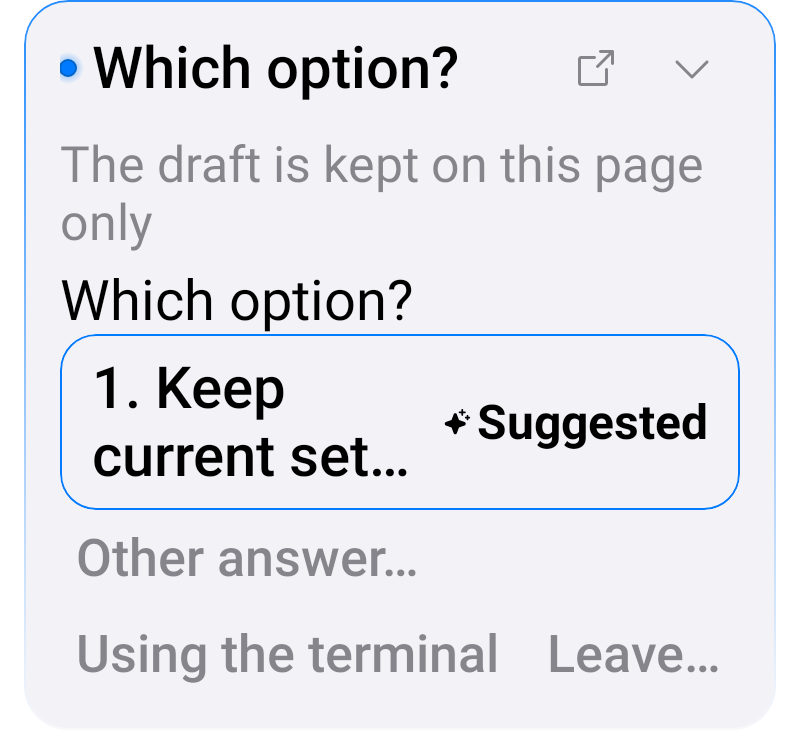 Which option?
The draft is kept on this page
only
Which option?
1. Keep
current set…
Suggested
Other answer…
Using the terminal Leave…